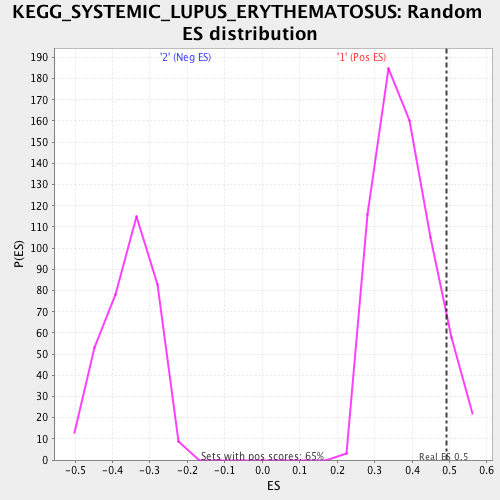 KEGG_SYSTEMIC_LUPUS_ERYTHEMATOSUS: Random
ES distribution
'2' (Neg ES) '1' (Pos ES)
190
180
170
160
150
140
130
120
110
100
90
80
70
60
50
40
30
20
10
0
P(ES)
Sets with pos scores: 65% Real ES 0.5
-0.5 -0.4 -0.3 -0.2 -0.1 0.0 0.1 0.2 0.3 0.4 0.5 0.6
ES